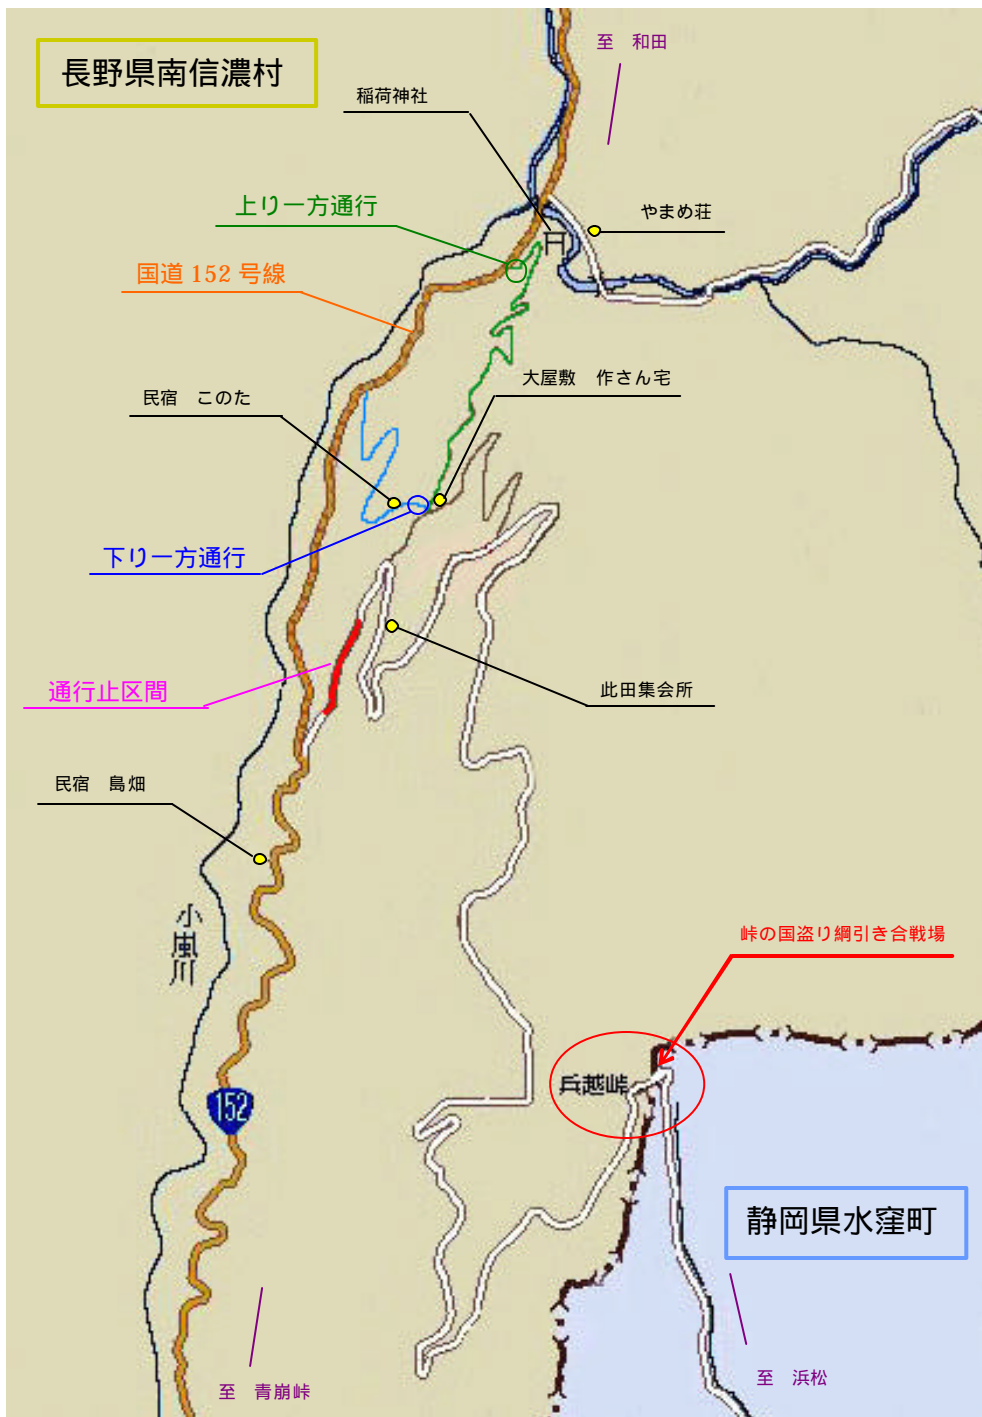 至　和田
長野県南信濃村
稲荷神社
上り一方通行
やまめ荘
国道 152 号線
大屋敷　作さん宅
民宿　このた
下り一方通行
通行止区間
此田集会所
民宿　島畑
小嵐川
峠の国盗り綱引き合戦場
兵越峠
152
静岡県水窪町
至　浜松
至　青崩峠